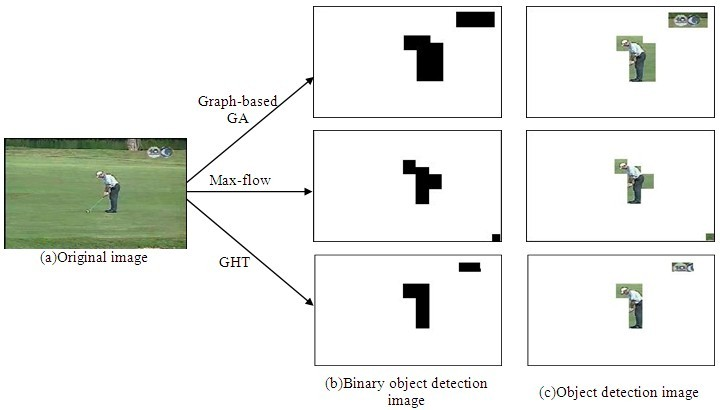 Graph-based
GA
Max-flow
GHT
(a)Original image
(b)Binary object detection
image
(c)Object detection image